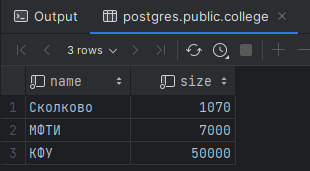 Output postgres.public.college
3 rows
name size
1 Сколково 1070
2 МФТИ 7000
3 КФУ 50000